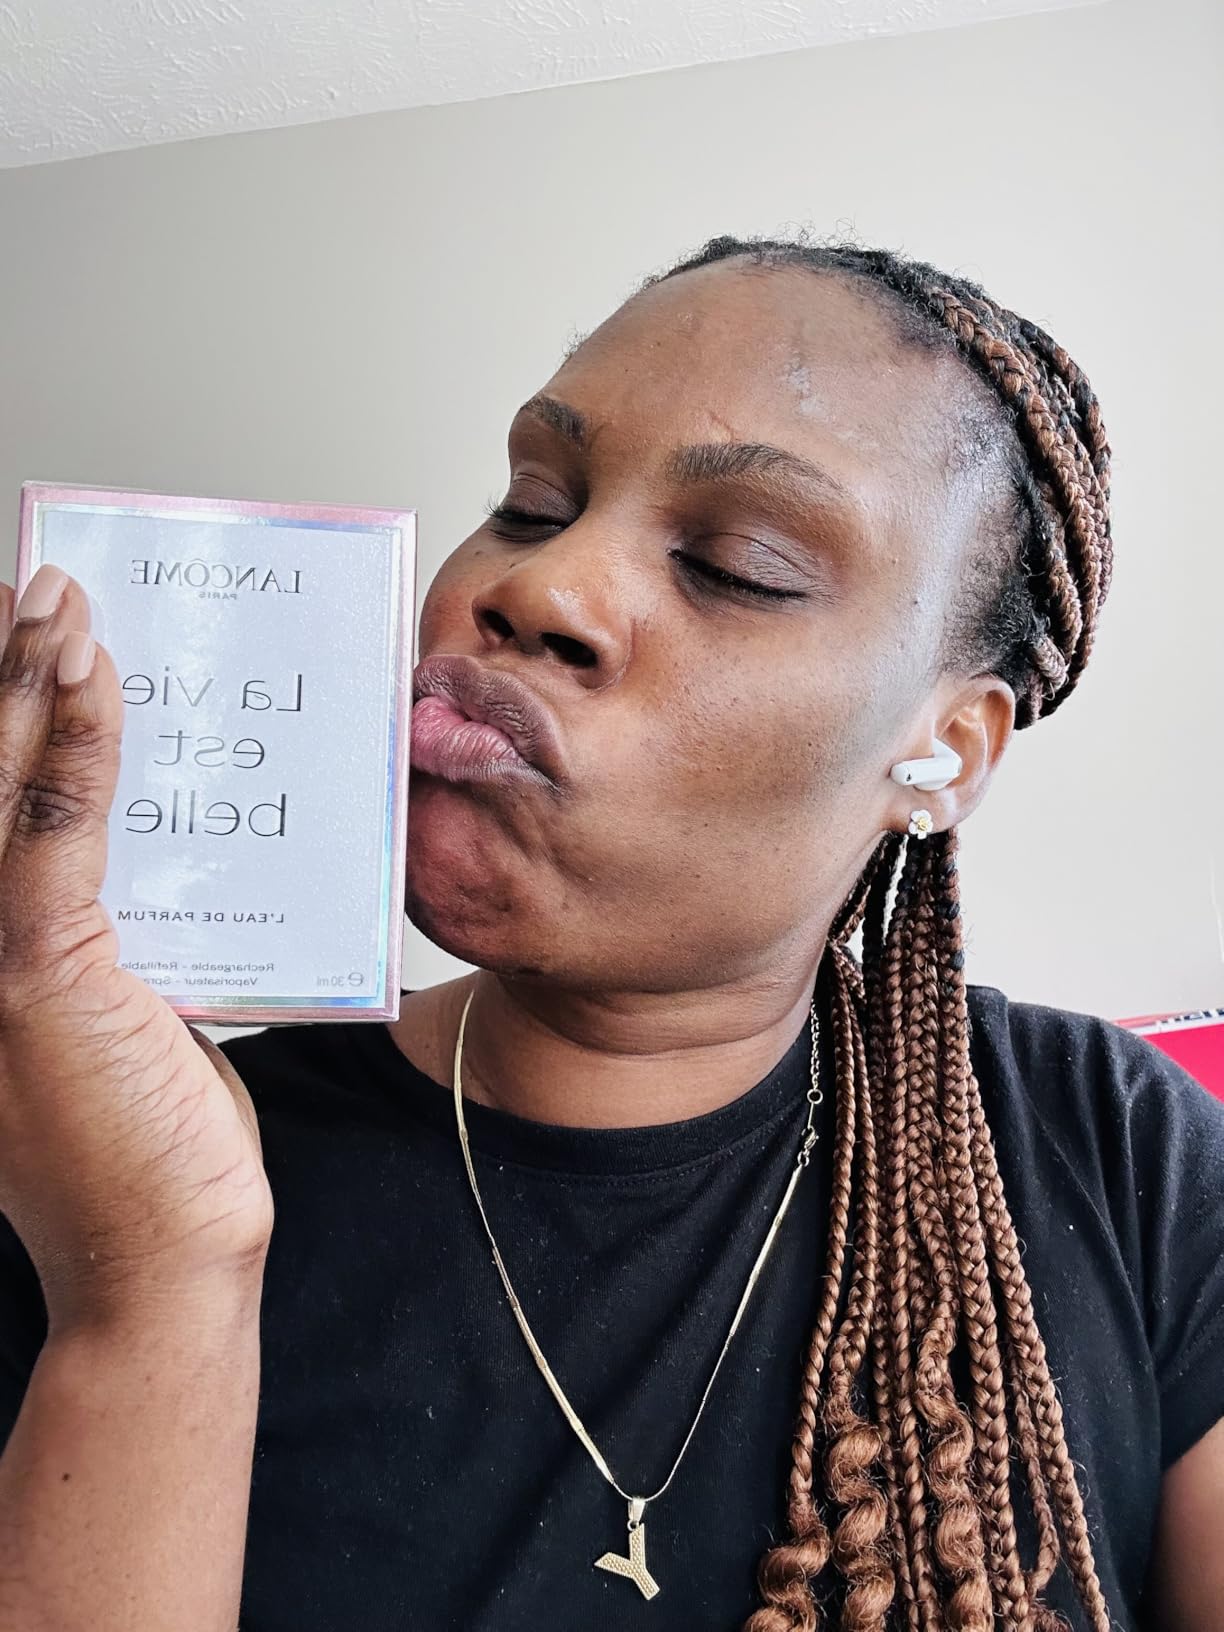 LANCÔME
PARIS
La vie
est
belle
L'EAU DE PARFUM
Rechargeable - Refillable
Vaporisateur -
e 30 ml
Y